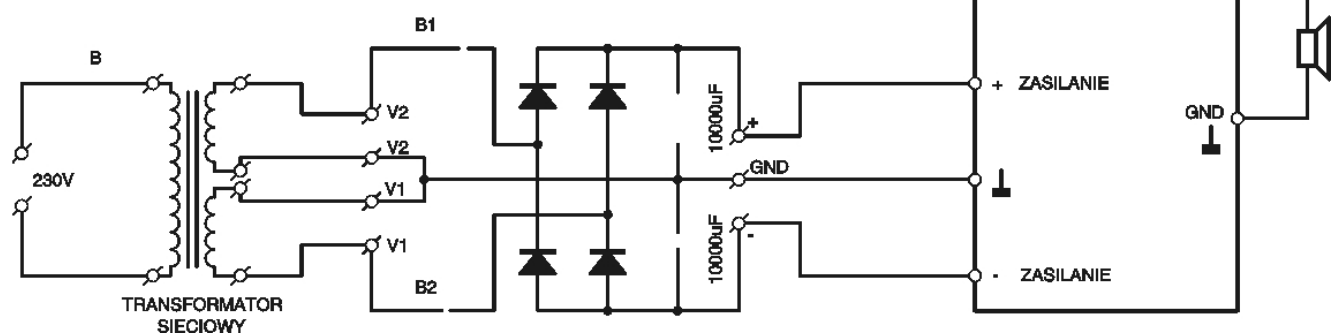 B
B1
230V
V2
V2
V1
V1
B2
TRANSFORMATOR
SIECIOWY
10000uF
+
GND
10000uF
-
+ ZASILANIE
- ZASILANIE
GND